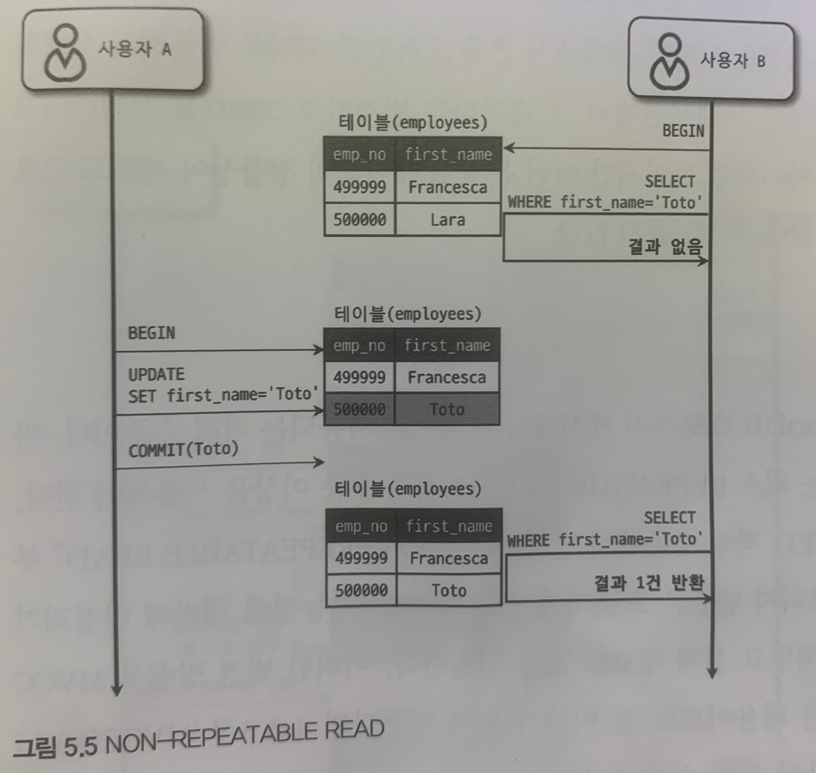 사용자 A
사용자 B
테이블(employees)
BEGIN
emp_no first_name
499999 Francesca
500000 Lara
SELECT
WHERE first_name='Toto'
결과 없음
테이블(employees)
BEGIN
emp_no first_name
499999 Francesca
500000 Toto
UPDATE
SET first_name='Toto'
COMMIT(Toto)
테이블(employees)
emp_no first_name
499999 Francesca
500000 Toto
SELECT
WHERE first_name='Toto'
결과 1건 반환
그림 5.5 NON-REPEATABLE READ